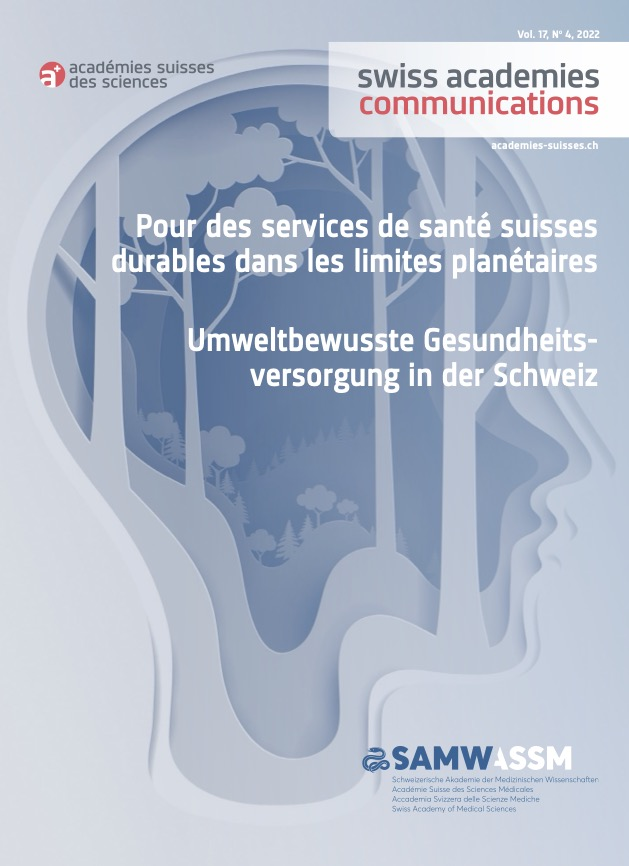 Vol. 17, N° 4, 2022
académies suisses
des sciences
swiss academies
communications
academies-suisses.ch
Pour des services de santé suisses
durables dans les limites planétaires
Umweltbewusste Gesundheits-
versorgung in der Schweiz
SAMWASSM
Schweizerische Akademie der Medizinischen Wissenschaften
Académie Suisse des Sciences Médicales
Accademia Svizzera delle Scienze Mediche
Swiss Academy of Medical Sciences